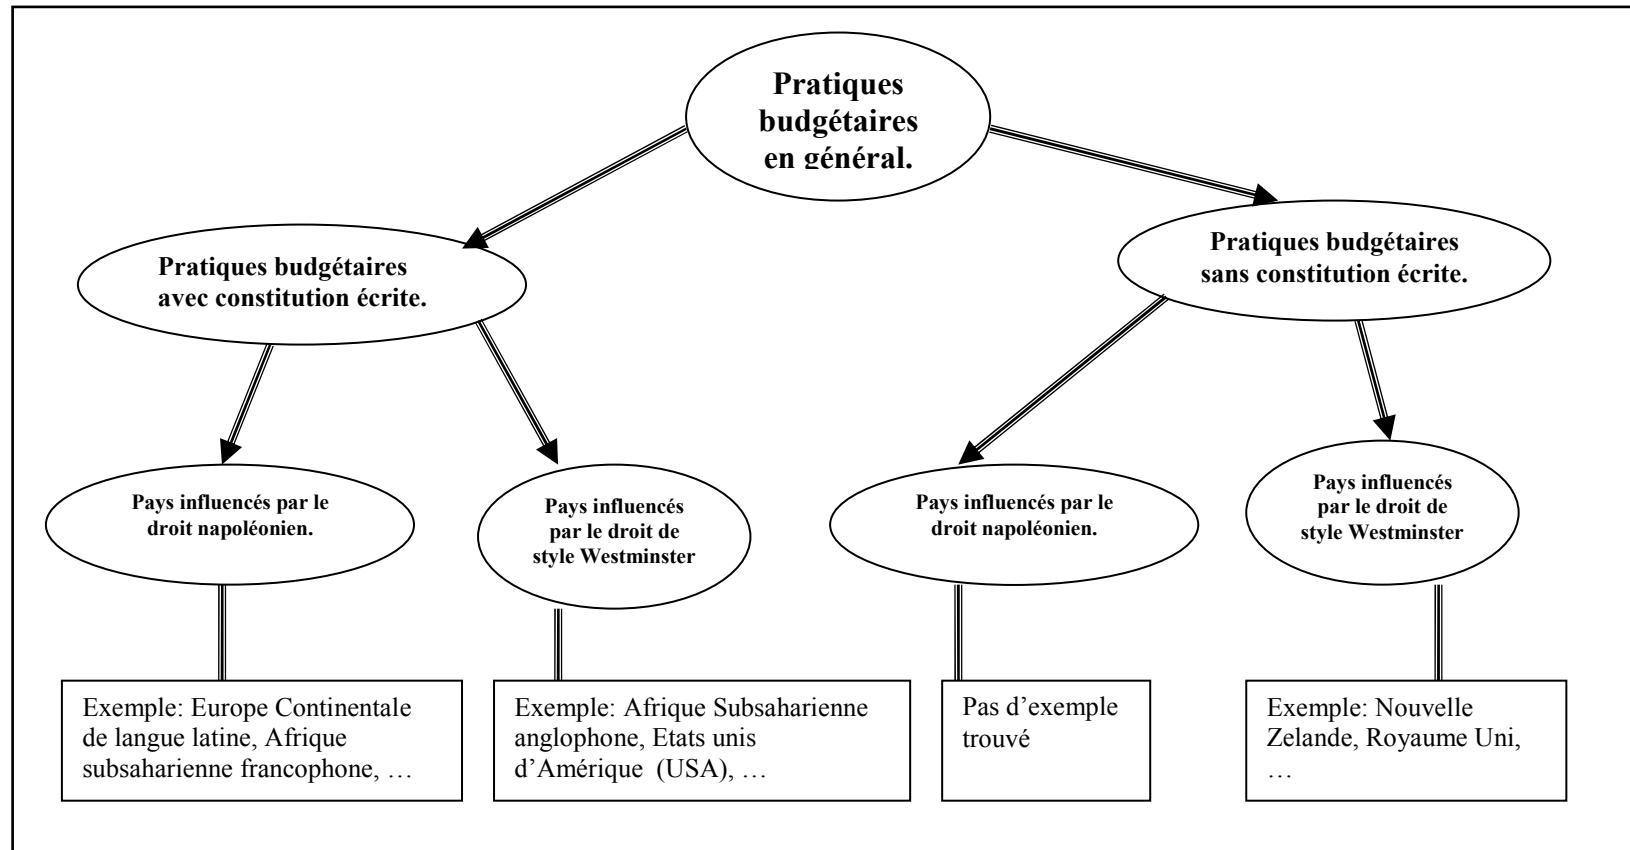 Pratiques
budgétaires
en général.
Pratiques budgétaires
avec constitution écrite.
Pratiques budgétaires
sans constitution écrite.
Pays influencés par le
droit napoléonien.
Pays influencés
par le droit de
style Westminster
Pays influencés par le
droit napoléonien.
Pays influencés
par le droit de
style Westminster
Exemple: Europe Continentale
de langue latine, Afrique
subsaharienne francophone, …
Exemple: Afrique Subsaharienne
anglophone, Etats unis
d’Amérique (USA), …
Pas d’exemple
trouvé
Exemple: Nouvelle
Zelande, Royaume Uni,
…